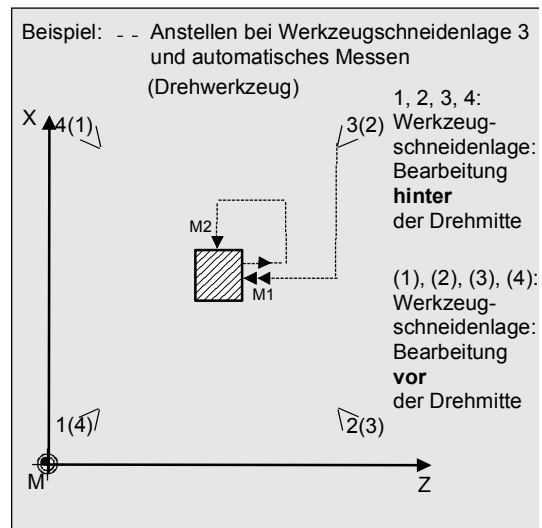 Beispiel: - - Anstellen bei Werkzeugschneidenlage 3
und automatisches Messen
(Drehwerkzeug)
X
4(1)
3(2)
1, 2, 3, 4:
Werkzeug-
schneidenlage:
Bearbeitung
hinter
der Drehmitte
M2
M1
(1), (2), (3), (4):
Werkzeug-
schneidenlage:
Bearbeitung
vor
der Drehmitte
1(4)
2(3)
M
Z